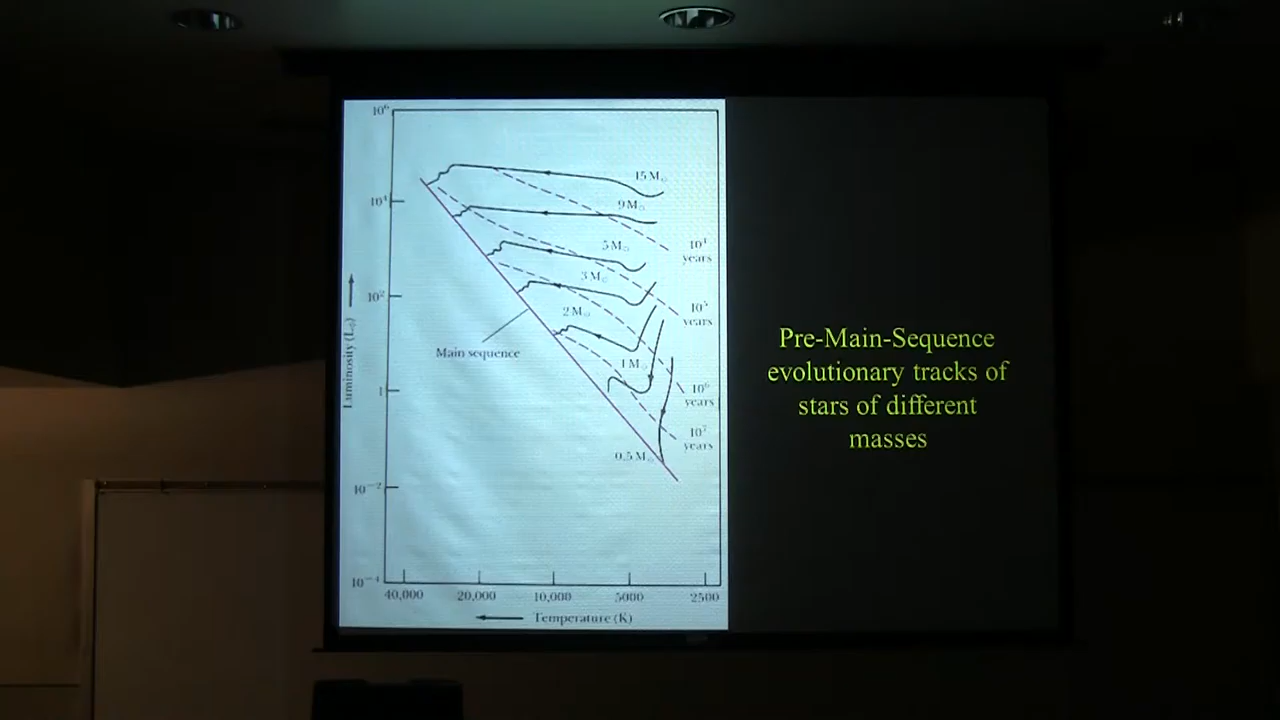 10⁶
15 M☉
10⁴
9 M☉
5 M☉
10⁴
years
3 M☉
10²
10⁵
years
2 M☉
Main sequence
1 M☉
Luminosity (L☉)
1
10⁶
years
10⁷
years
0.5 M☉
10⁻²
10⁻⁴
40,000 20,000 10,000 5000 2500
Temperature (K)
Pre-Main-Sequence
evolutionary tracks of
stars of different
masses